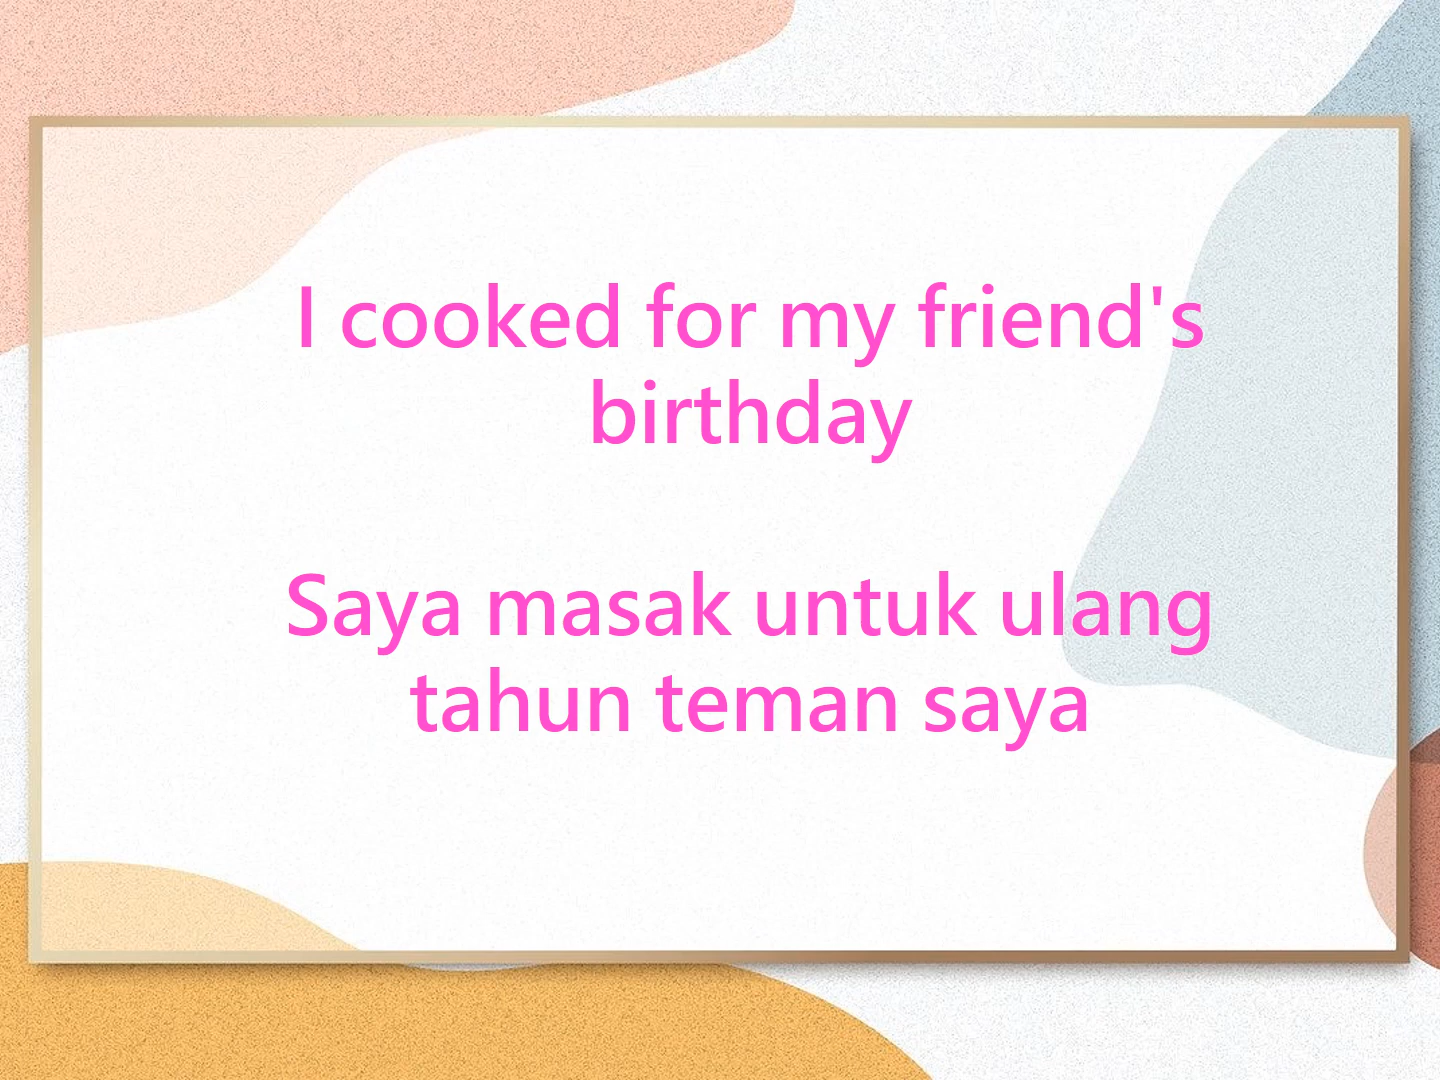 I cooked for my friend's
birthday
Saya masak untuk ulang
tahun teman saya